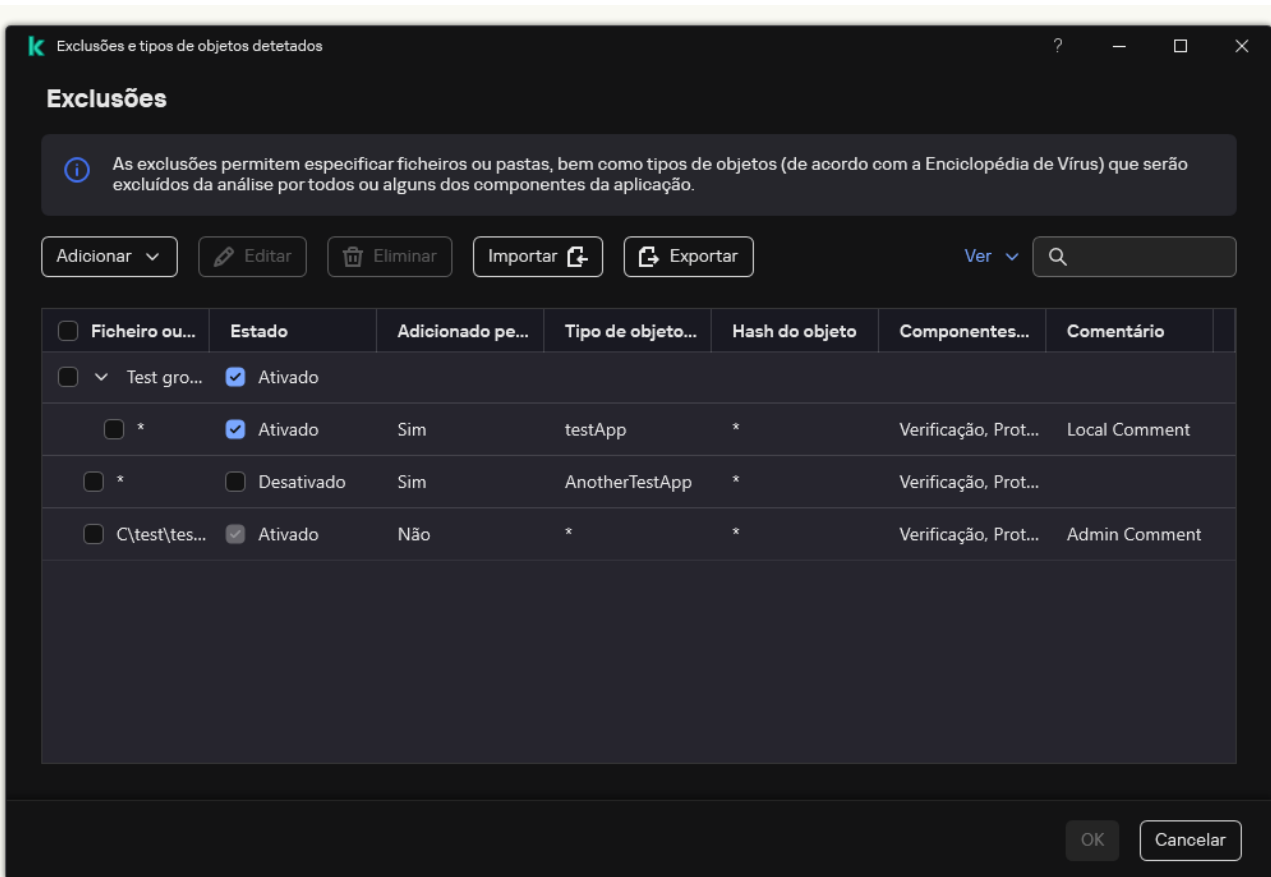 Exclusões e tipos de objetos detetados ?
Exclusões
As exclusões permitem especificar ficheiros ou pastas, bem como tipos de objetos (de acordo com a Enciclopédia de Vírus) que serão
excluídos da análise por todos ou alguns dos componentes da aplicação.
Adicionar Editar Eliminar Importar Exportar Ver
Ficheiro ou... Estado Adicionado pe... Tipo de objeto... Hash do objeto Componentes... Comentário
Test gro... Ativado
* Ativado Sim testApp * Verificação, Prot... Local Comment
* Desativado Sim AnotherTestApp * Verificação, Prot...
C\test\tes... Ativado Não * * Verificação, Prot... Admin Comment
OK Cancelar